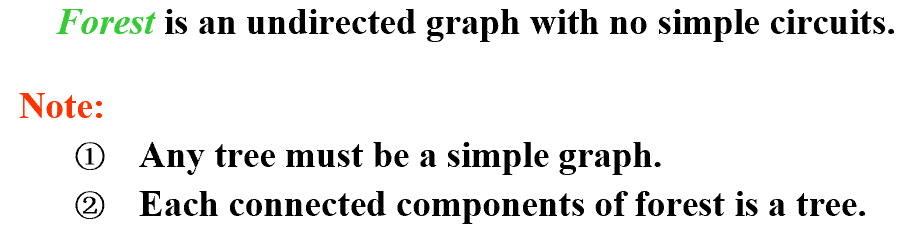 Forest is an undirected graph with no simple circuits.
Note:
① Any tree must be a simple graph.
② Each connected components of forest is a tree.